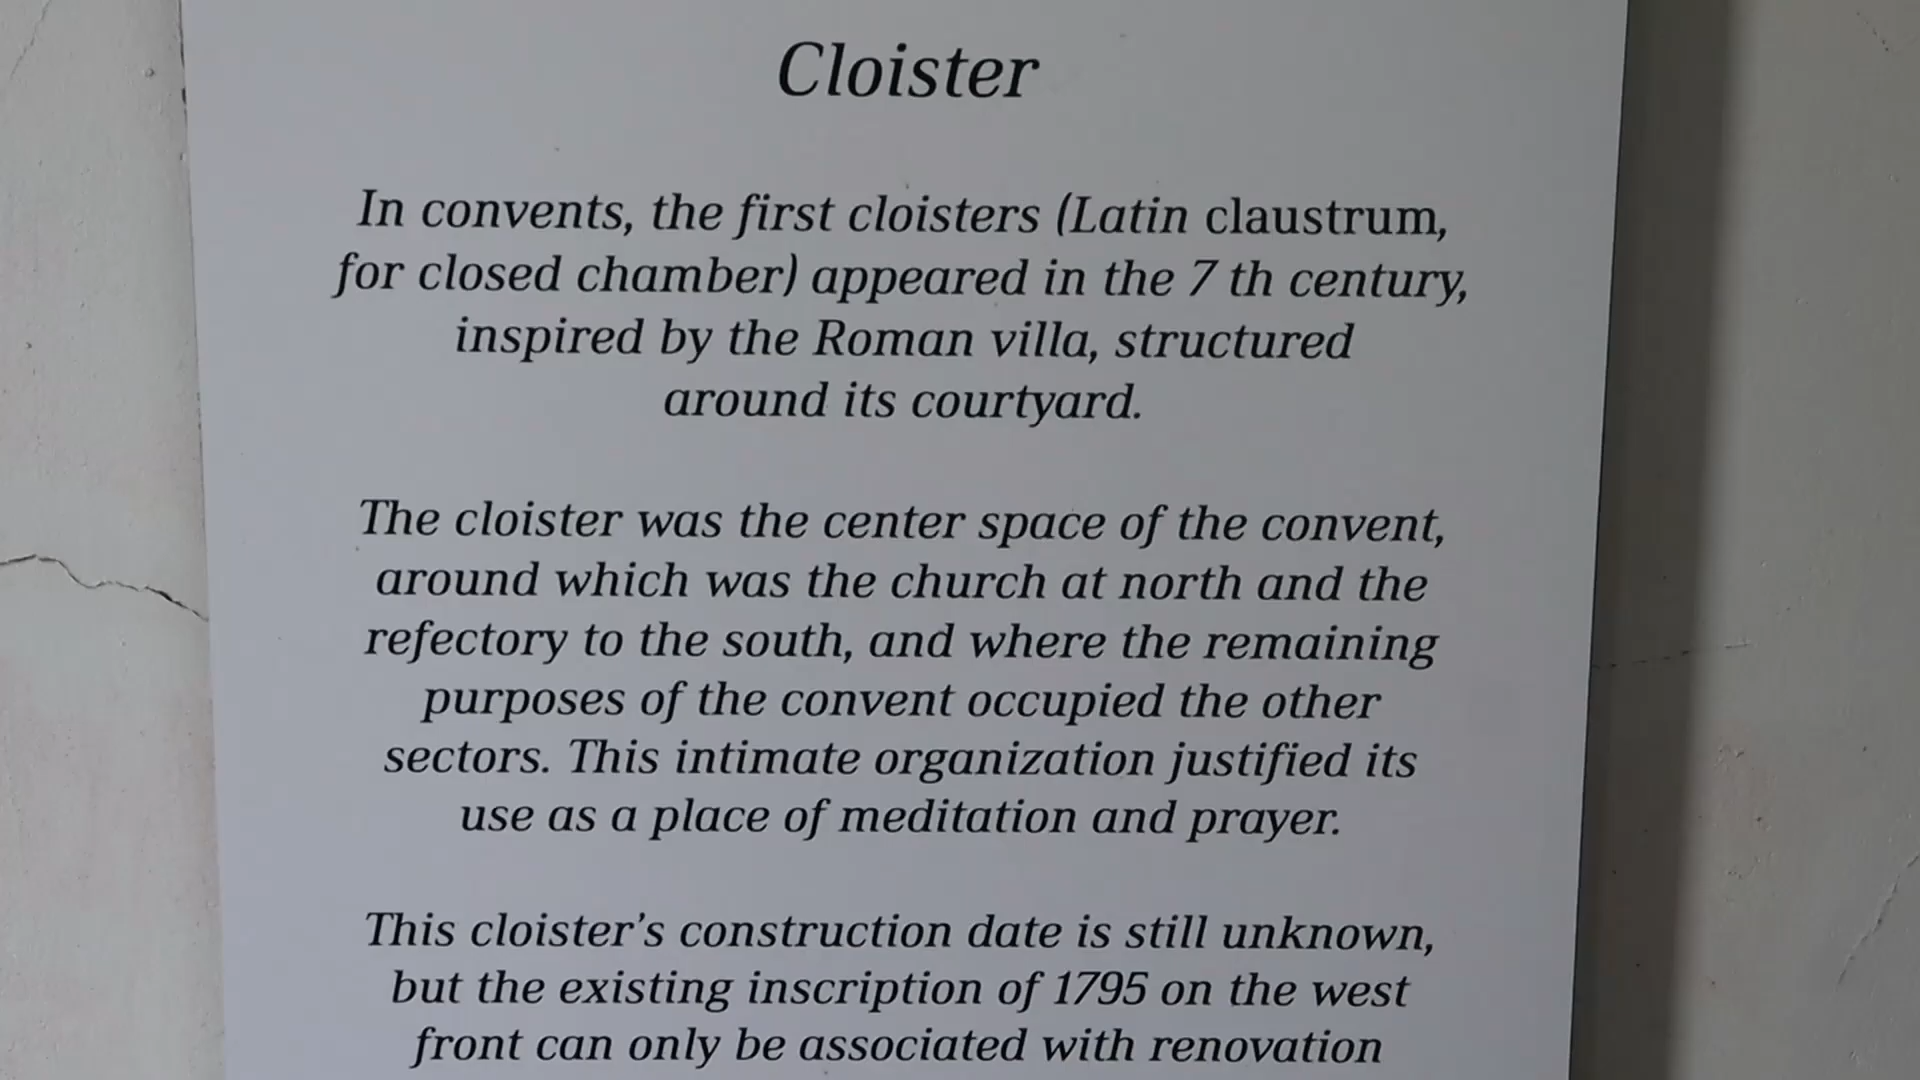 Cloister
In convents, the first cloisters (Latin claustrum,
for closed chamber) appeared in the 7 th century,
inspired by the Roman villa, structured
around its courtyard.
The cloister was the center space of the convent,
around which was the church at north and the
refectory to the south, and where the remaining
purposes of the convent occupied the other
sectors. This intimate organization justified its
use as a place of meditation and prayer.
This cloister’s construction date is still unknown,
but the existing inscription of 1795 on the west
front can only be associated with renovation